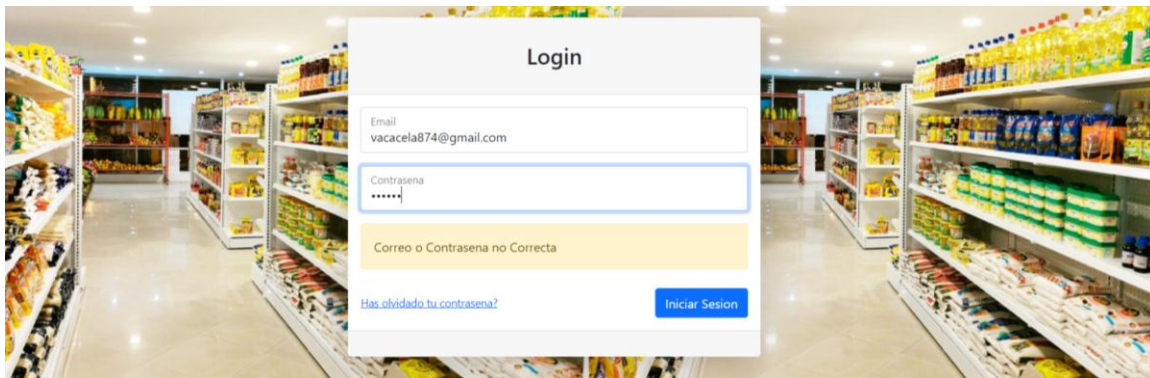 Login
Email
vacacela874@gmail.com
Contrasena
••••••
Correo o Contrasena no Correcta
Has olvidado tu contrasena?
Iniciar Sesion